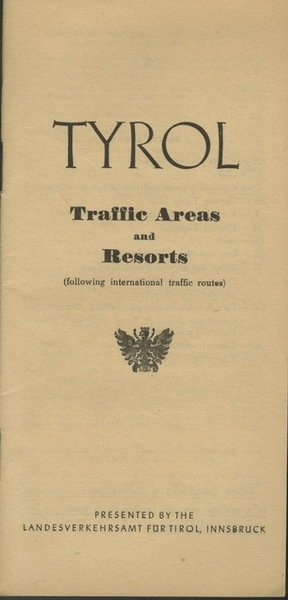 TYROL
Traffic Areas
and
Resorts
(following international traffic routes)
PRESENTED BY THE
LANDESVERKEHRSAMT FÜR TIROL, INNSBRUCK